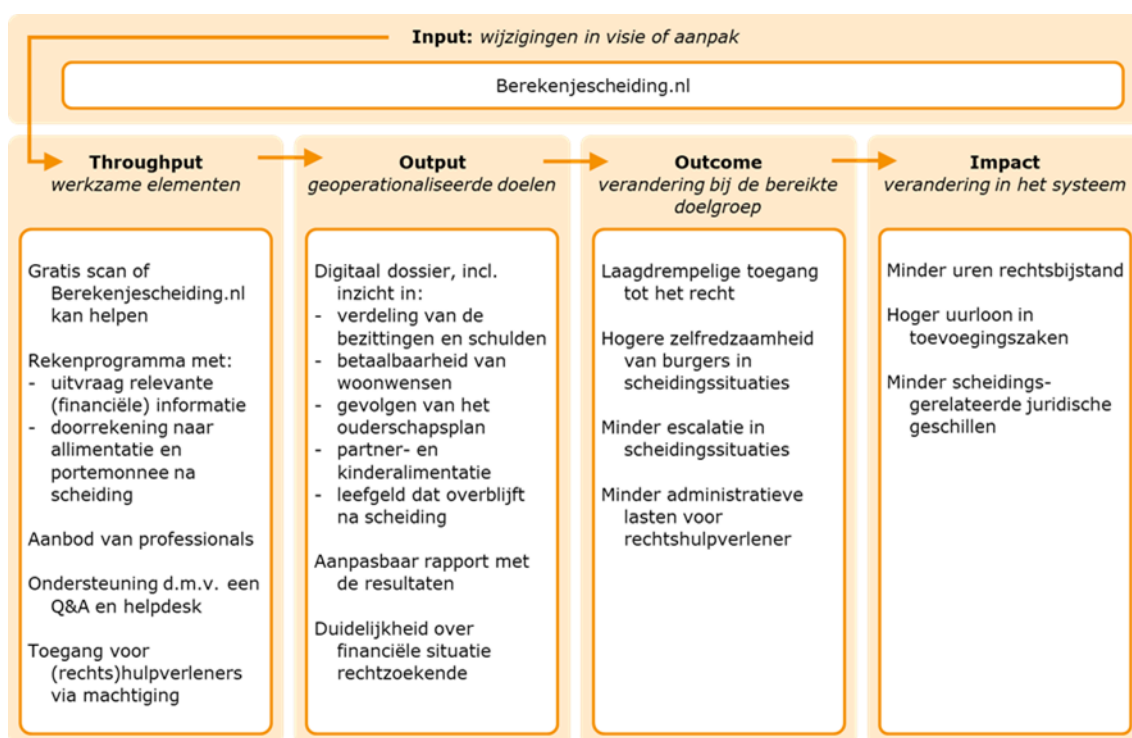 Input: wijzigingen in visie of aanpak
Berekenjescheiding.nl
Throughput
werkzame elementen
Gratis scan of
Berekenjescheiding.nl
kan helpen
Rekenprogramma met:
- uitvraag relevante
(financiële) informatie
- doorrekening naar
allimentatie en
portemonnee na
scheiding
Aanbod van professionals
Ondersteuning d.m.v. een
Q&A en helpdesk
Toegang voor
(rechts)hulpverleners
via machtiging
Output
geoperationaliseerde doelen
Digitaal dossier, incl.
inzicht in:
- verdeling van de
bezittingen en schulden
- betaalbaarheid van
woonwensen
- gevolgen van het
ouderschapsplan
- partner- en
kinderalimentatie
- leefgeld dat overblijft
na scheiding
Aanpasbaar rapport met
de resultaten
Duidelijkheid over
financiële situatie
rechtzoekende
Outcome
verandering bij de bereikte
doelgroep
Laagdrempelige toegang
tot het recht
Hogere zelfredzaamheid
van burgers in
scheidingssituaties
Minder escalatie in
scheidingssituaties
Minder administratieve
lasten voor
rechtshulpverlener
Impact
verandering in het systeem
Minder uren rechtsbijstand
Hoger uurloon in
toevoegingszaken
Minder scheidings-
gerelateerde juridische
geschillen